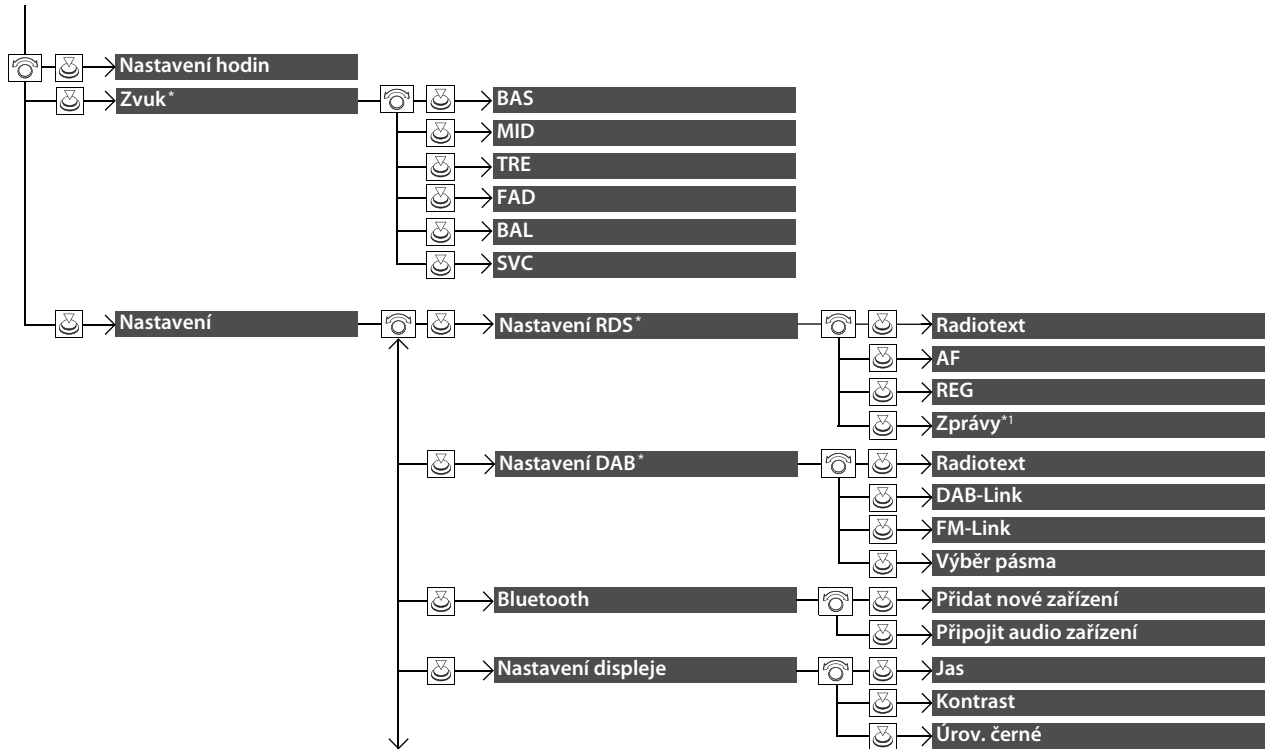 Nastavení hodin
Zvuk*
BAS
MID
TRE
FAD
BAL
SVC
Nastavení
Nastavení RDS*
Radiotext
AF
REG
Zprávy*1
Nastavení DAB*
Radiotext
DAB-Link
FM-Link
Výběr pásma
Bluetooth
Přidat nové zařízení
Připojit audio zařízení
Nastavení displeje
Jas
Kontrast
Úrov. černé